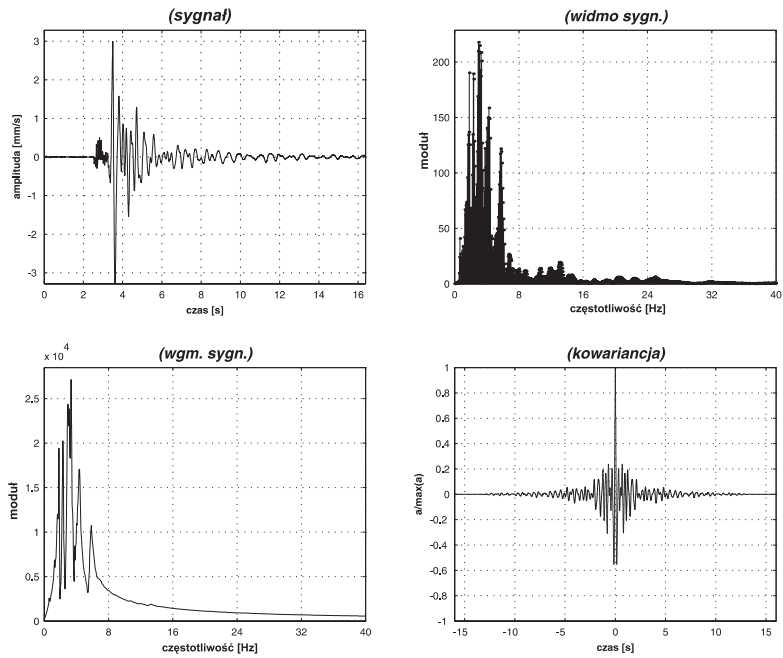 (sygnał)
amplituda [mm/s]
3
2
1
0
-1
-2
-3
0 2 4 6 8 10 12 14 16
czas [s]
(widmo sygn.)
moduł
200
150
100
50
0
0 8 16 24 32 40
częstotliwość [Hz]
(wgm. sygn.)
x 10 4
moduł
2.5
2
1.5
1
0.5
0
0 8 16 24 32 40
częstotliwość [Hz]
(kowariancja)
a/max(a)
1
0.8
0.6
0.4
0.2
0
-0.2
-0.4
-0.6
-0.8
-1
-15 -10 -5 0 5 10 15
czas [s]